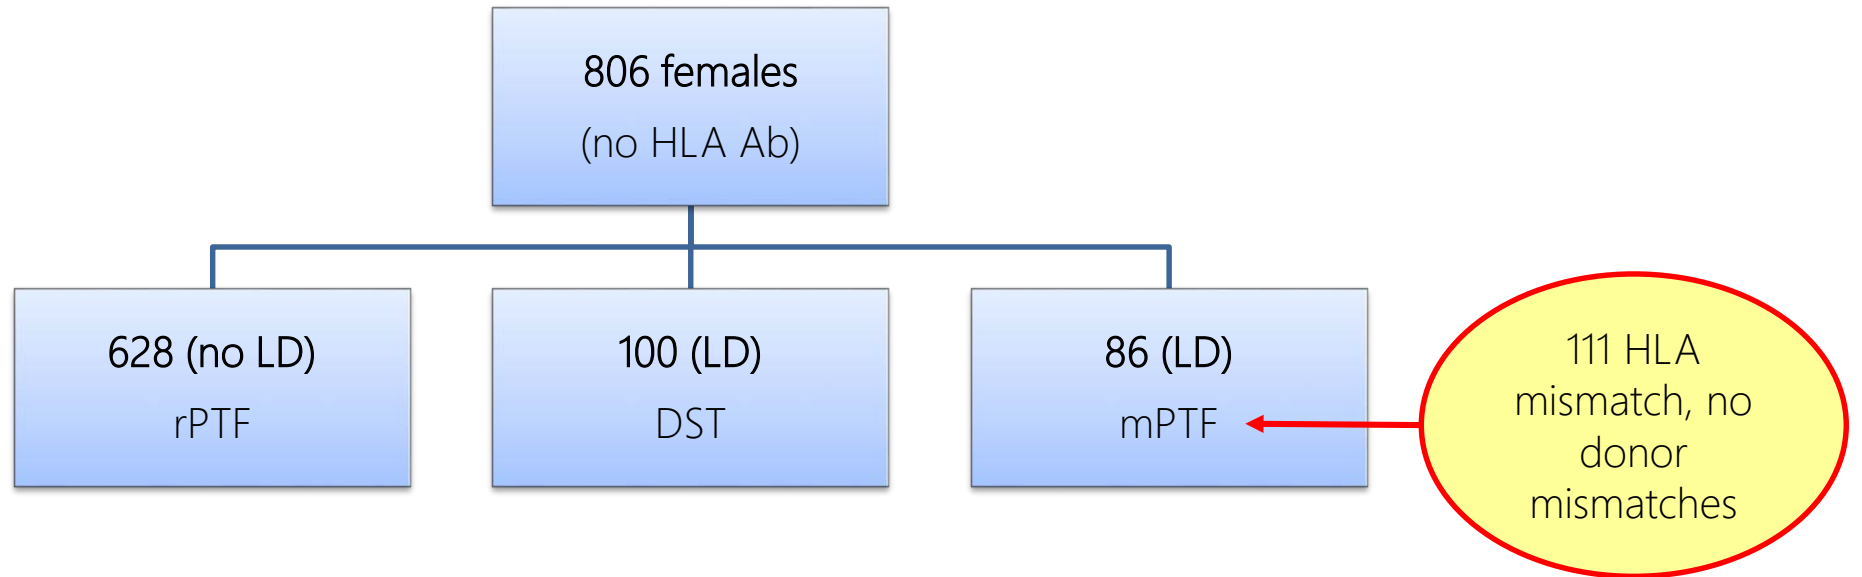 806 females
(no HLA Ab)
628 (no LD)
rPTF
100 (LD)
DST
86 (LD)
mPTF
111 HLA
mismatch, no
donor
mismatches